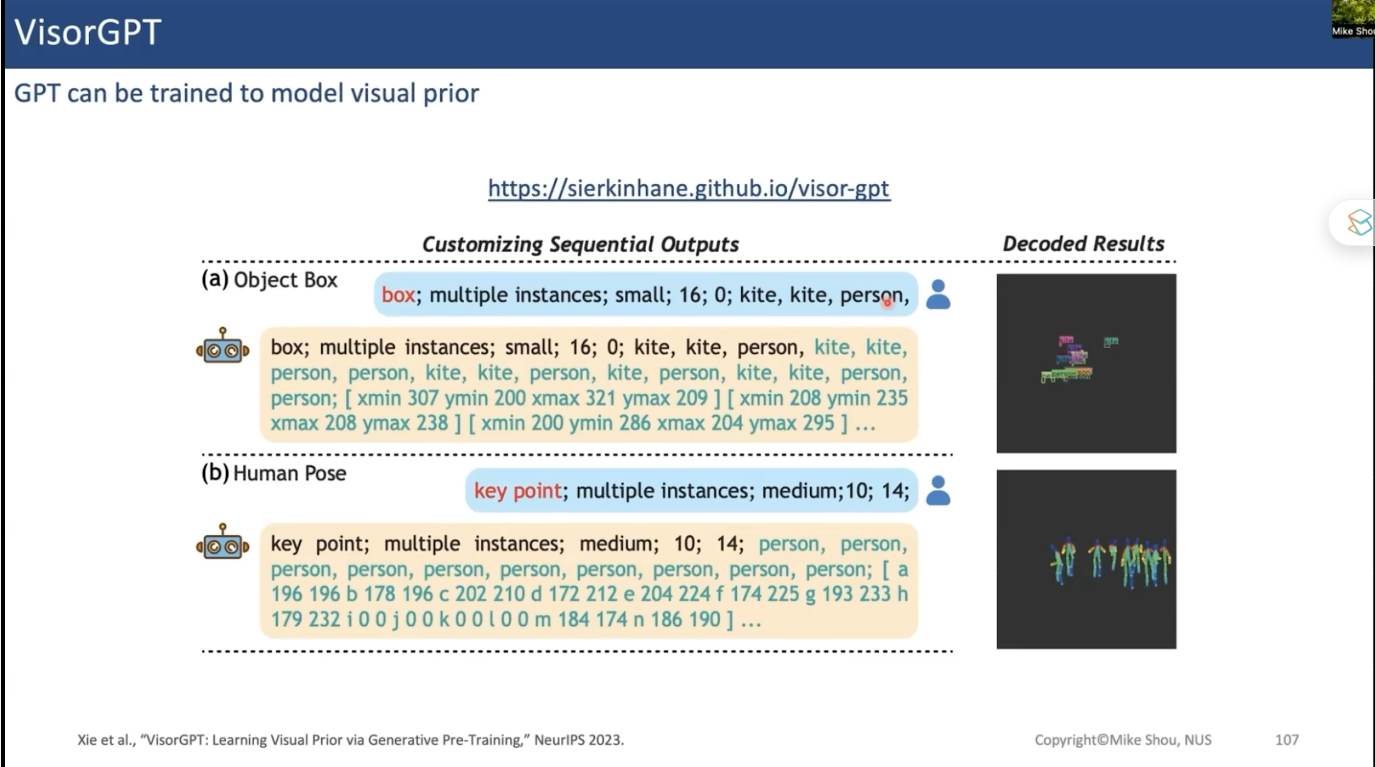 VisorGPT
Mike Shou
GPT can be trained to model visual prior
https://sierkinhane.github.io/visor-gpt
Customizing Sequential Outputs
Decoded Results
(a) Object Box
box; multiple instances; small; 16; 0; kite, kite, person,
box; multiple instances; small; 16; 0; kite, kite, person, kite, kite,
person, person, kite, kite, person, kite, person, kite, kite, person,
person; [ xmin 307 ymin 200 xmax 321 ymax 209 ] [ xmin 208 ymin 235
xmax 208 ymax 238 ] [ xmin 200 ymin 286 xmax 204 ymax 295 ] ...
(b) Human Pose
key point; multiple instances; medium;10; 14;
key point; multiple instances; medium; 10; 14; person, person,
person, person, person, person, person, person, person, person; [ a
196 196 b 178 196 c 202 210 d 172 212 e 204 224 f 174 225 g 193 233 h
179 232 i 0 0 j 0 0 k 0 0 l 0 0 m 184 174 n 186 190 ] ...
Xie et al., “VisorGPT: Learning Visual Prior via Generative Pre-Training,” NeurIPS 2023.
Copyright©Mike Shou, NUS
107